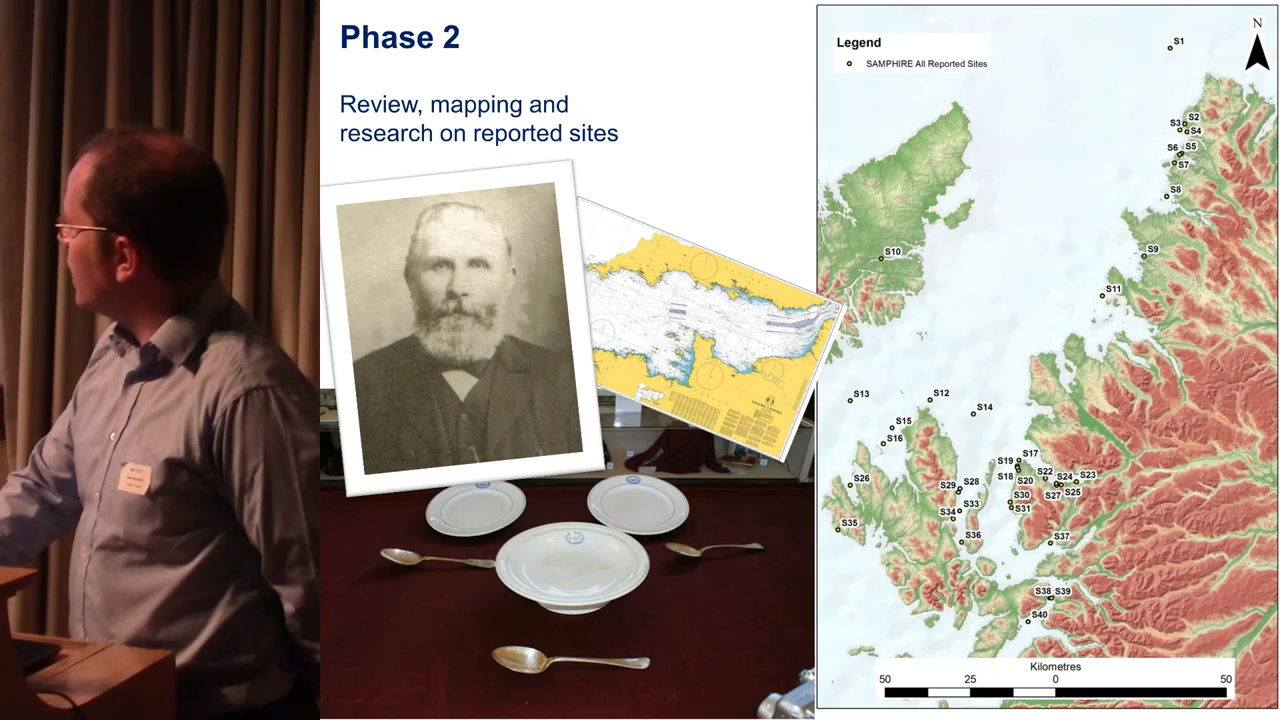 Phase 2
Review, mapping and
research on reported sites
Legend
SAMPHIRE All Reported Sites
N
S1
S2
S3
S4
S5
S6
S7
S8
S9
S10
S11
S12
S13
S14
S15
S16
S17
S19
S18
S20
S22
S24
S23
S27
S25
S26
S28
S29
S30
S31
S33
S34
S35
S36
S37
S38
S39
S40
Kilometres
50
25
0
50